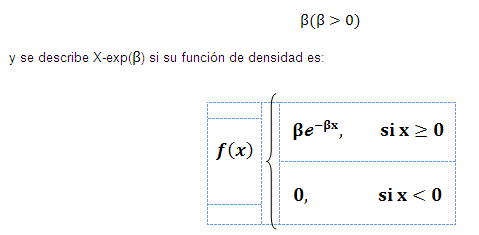 β(β > 0)
y se describe X-exp(β) si su función de densidad es:
f(x)
βe^{-βx}, si x ≥ 0
0, si x < 0